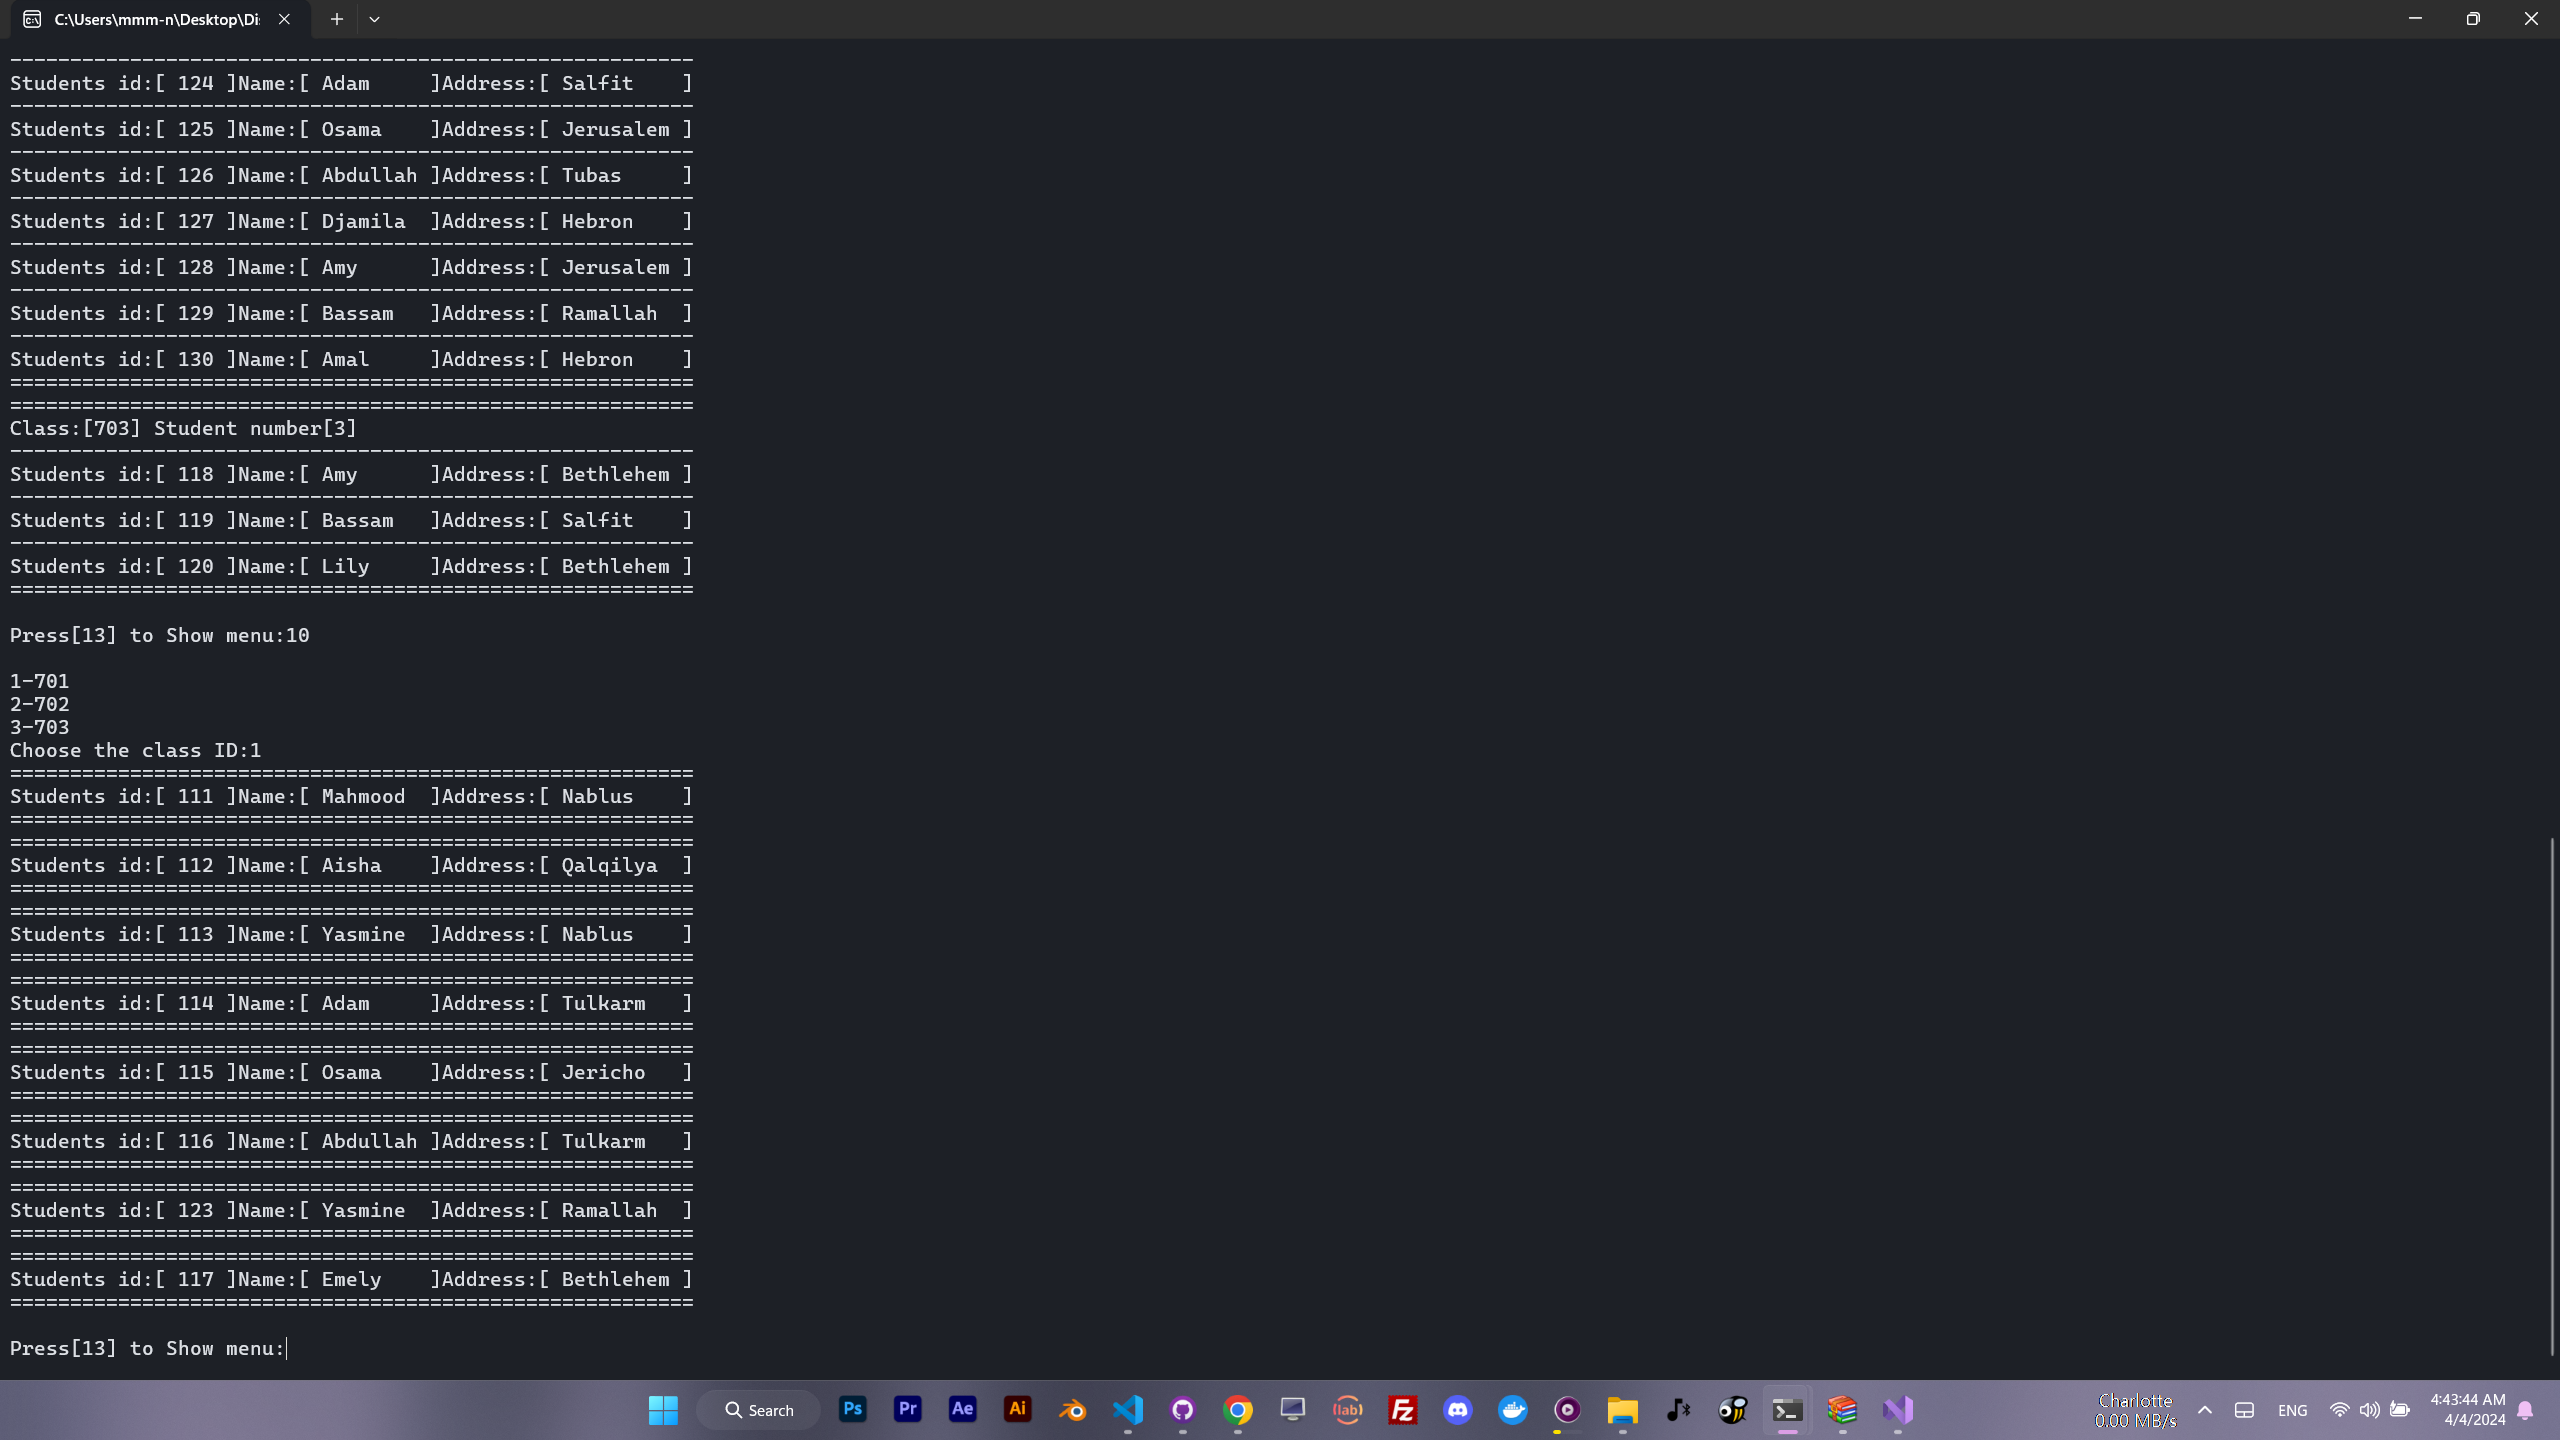 C:\Users\mmm-n\Desktop\Di
---------------------------------------------------------
Students id:[ 124 ]Name:[ Adam     ]Address:[ Salfit    ]
---------------------------------------------------------
Students id:[ 125 ]Name:[ Osama    ]Address:[ Jerusalem ]
---------------------------------------------------------
Students id:[ 126 ]Name:[ Abdullah ]Address:[ Tubas     ]
---------------------------------------------------------
Students id:[ 127 ]Name:[ Djamila  ]Address:[ Hebron    ]
---------------------------------------------------------
Students id:[ 128 ]Name:[ Amy      ]Address:[ Jerusalem ]
---------------------------------------------------------
Students id:[ 129 ]Name:[ Bassam   ]Address:[ Ramallah  ]
---------------------------------------------------------
Students id:[ 130 ]Name:[ Amal     ]Address:[ Hebron    ]
=========================================================
=========================================================
Class:[703] Student number[3]
---------------------------------------------------------
Students id:[ 118 ]Name:[ Amy      ]Address:[ Bethlehem ]
---------------------------------------------------------
Students id:[ 119 ]Name:[ Bassam   ]Address:[ Salfit    ]
---------------------------------------------------------
Students id:[ 120 ]Name:[ Lily     ]Address:[ Bethlehem ]
=========================================================
Press[13] to Show menu:10
1-701
2-702
3-703
Choose the class ID:1
=========================================================
Students id:[ 111 ]Name:[ Mahmood  ]Address:[ Nablus    ]
=========================================================
=========================================================
Students id:[ 112 ]Name:[ Aisha    ]Address:[ Qalqilya  ]
=========================================================
=========================================================
Students id:[ 113 ]Name:[ Yasmine  ]Address:[ Nablus    ]
=========================================================
=========================================================
Students id:[ 114 ]Name:[ Adam     ]Address:[ Tulkarm   ]
=========================================================
=========================================================
Students id:[ 115 ]Name:[ Osama    ]Address:[ Jericho   ]
=========================================================
=========================================================
Students id:[ 116 ]Name:[ Abdullah ]Address:[ Tulkarm   ]
=========================================================
=========================================================
Students id:[ 123 ]Name:[ Yasmine  ]Address:[ Ramallah  ]
=========================================================
=========================================================
Students id:[ 117 ]Name:[ Emely    ]Address:[ Bethlehem ]
=========================================================
Press[13] to Show menu:
Search
Ps
Pr
Ae
Ai
{lab}
Fz
Charlotte
0.00 MB/s
ENG
4:43:44 AM
4/4/2024